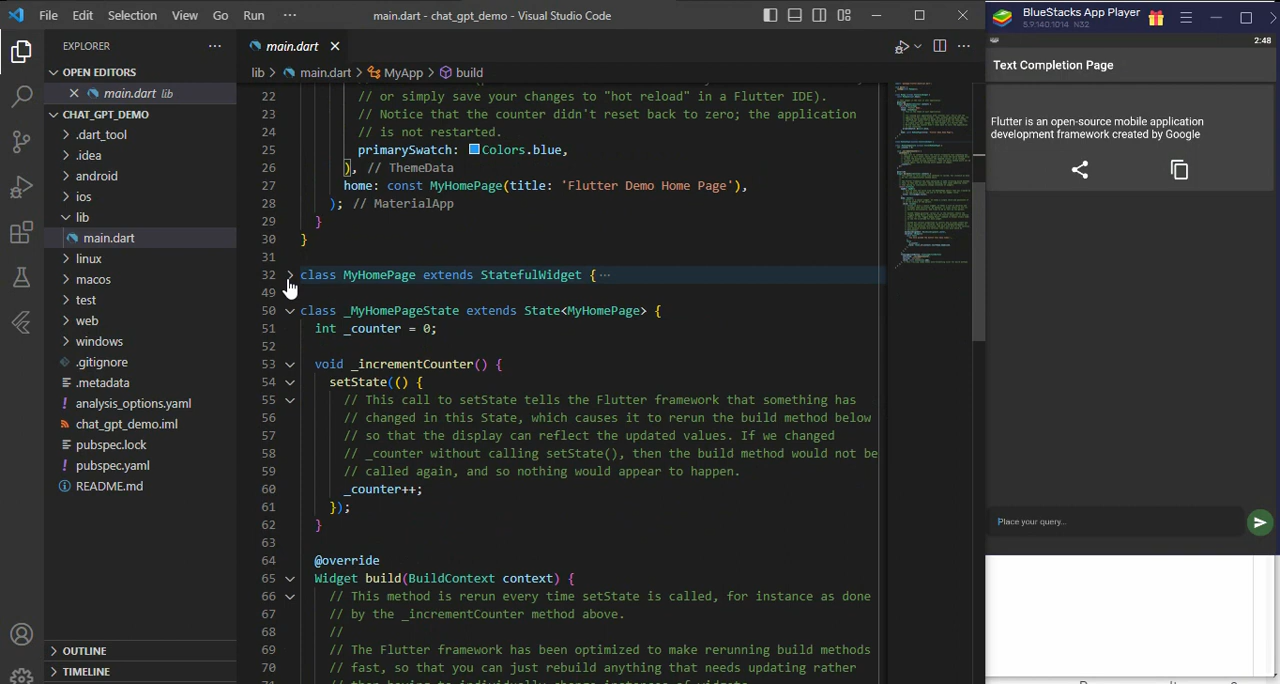 File Edit Selection View Go Run ··· main.dart - chat_gpt_demo - Visual Studio Code
EXPLORER ···
OPEN EDITORS
main.dart lib
CHAT_GPT_DEMO
.dart_tool
.idea
android
ios
lib
main.dart
linux
macos
test
web
windows
.gitignore
.metadata
analysis_options.yaml
chat_gpt_demo.iml
pubspec.lock
pubspec.yaml
README.md
OUTLINE
TIMELINE
main.dart
lib > main.dart > MyApp > build
22 // or simply save your changes to "hot reload" in a Flutter IDE).
23 // Notice that the counter didn't reset back to zero; the application
24 // is not restarted.
25 primarySwatch: Colors.blue,
26 ), // ThemeData
27 home: const MyHomePage(title: 'Flutter Demo Home Page'),
28 ); // MaterialApp
29 }
30 }
31
32 class MyHomePage extends StatefulWidget { ···
49
50 class _MyHomePageState extends State<MyHomePage> {
51 int _counter = 0;
52
53 void _incrementCounter() {
54 setState(() {
55 // This call to setState tells the Flutter framework that something has
56 // changed in this State, which causes it to rerun the build method below
57 // so that the display can reflect the updated values. If we changed
58 // _counter without calling setState(), then the build method would not be
59 // called again, and so nothing would appear to happen.
60 _counter++;
61 });
62 }
63
64 @override
65 Widget build(BuildContext context) {
66 // This method is rerun every time setState is called, for instance as done
67 // by the _incrementCounter method above.
68 //
69 // The Flutter framework has been optimized to make rerunning build methods
70 // fast, so that you can just rebuild anything that needs updating rather
BlueStacks App Player
5.9.140.1014 N32
2:48
Text Completion Page
Flutter is an open-source mobile application
development framework created by Google
Place your query...